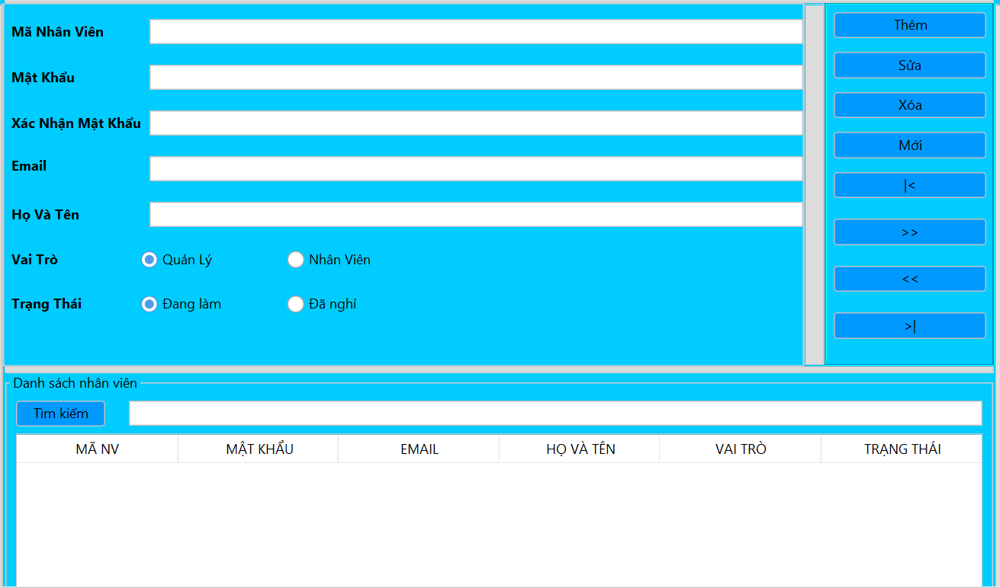 Mã Nhân Viên
Mật Khẩu
Xác Nhận Mật Khẩu
Email
Họ Và Tên
Vai Trò
Quản Lý
Nhân Viên
Trạng Thái
Đang làm
Đã nghỉ
Thêm
Sửa
Xóa
Mới
|<
>>
<<
>|
Danh sách nhân viên
Tìm kiếm
MÃ NV
MẬT KHẨU
EMAIL
HỌ VÀ TÊN
VAI TRÒ
TRẠNG THÁI